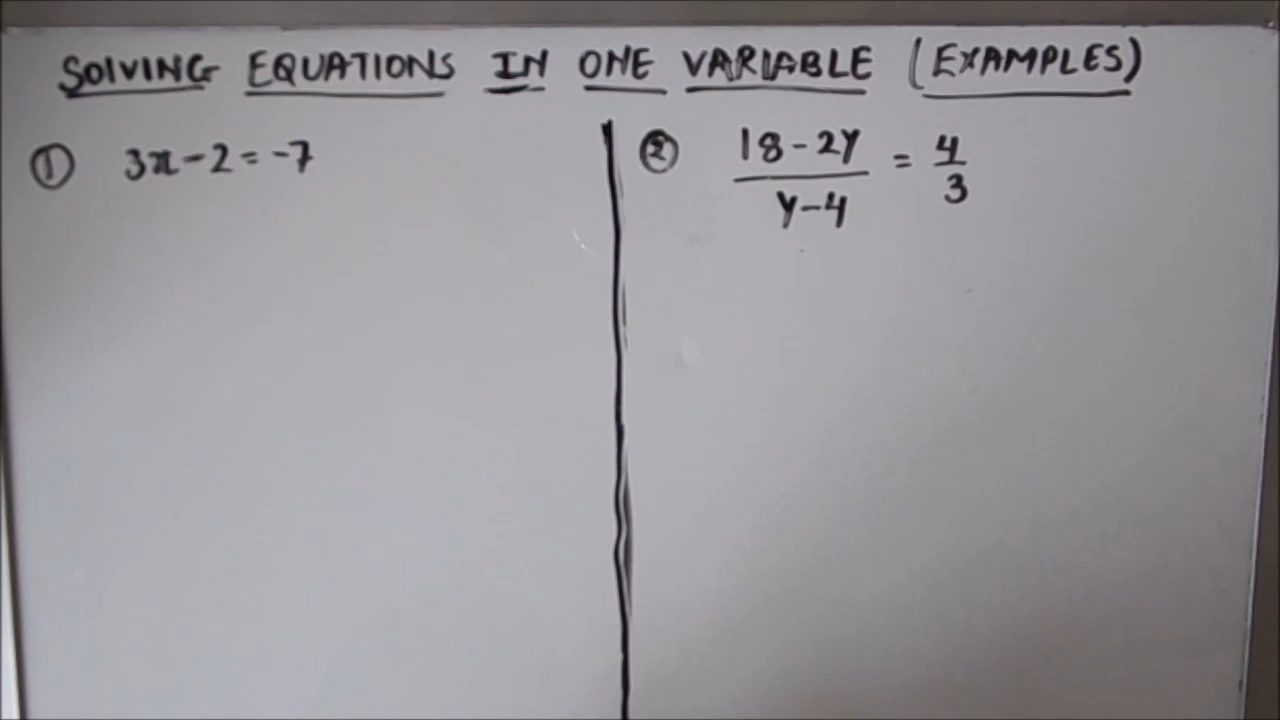 SOLVING EQUATIONS IN ONE VARIABLE (EXAMPLES)
① 3x-2=-7
② 18-2y
y-4
= 4
3